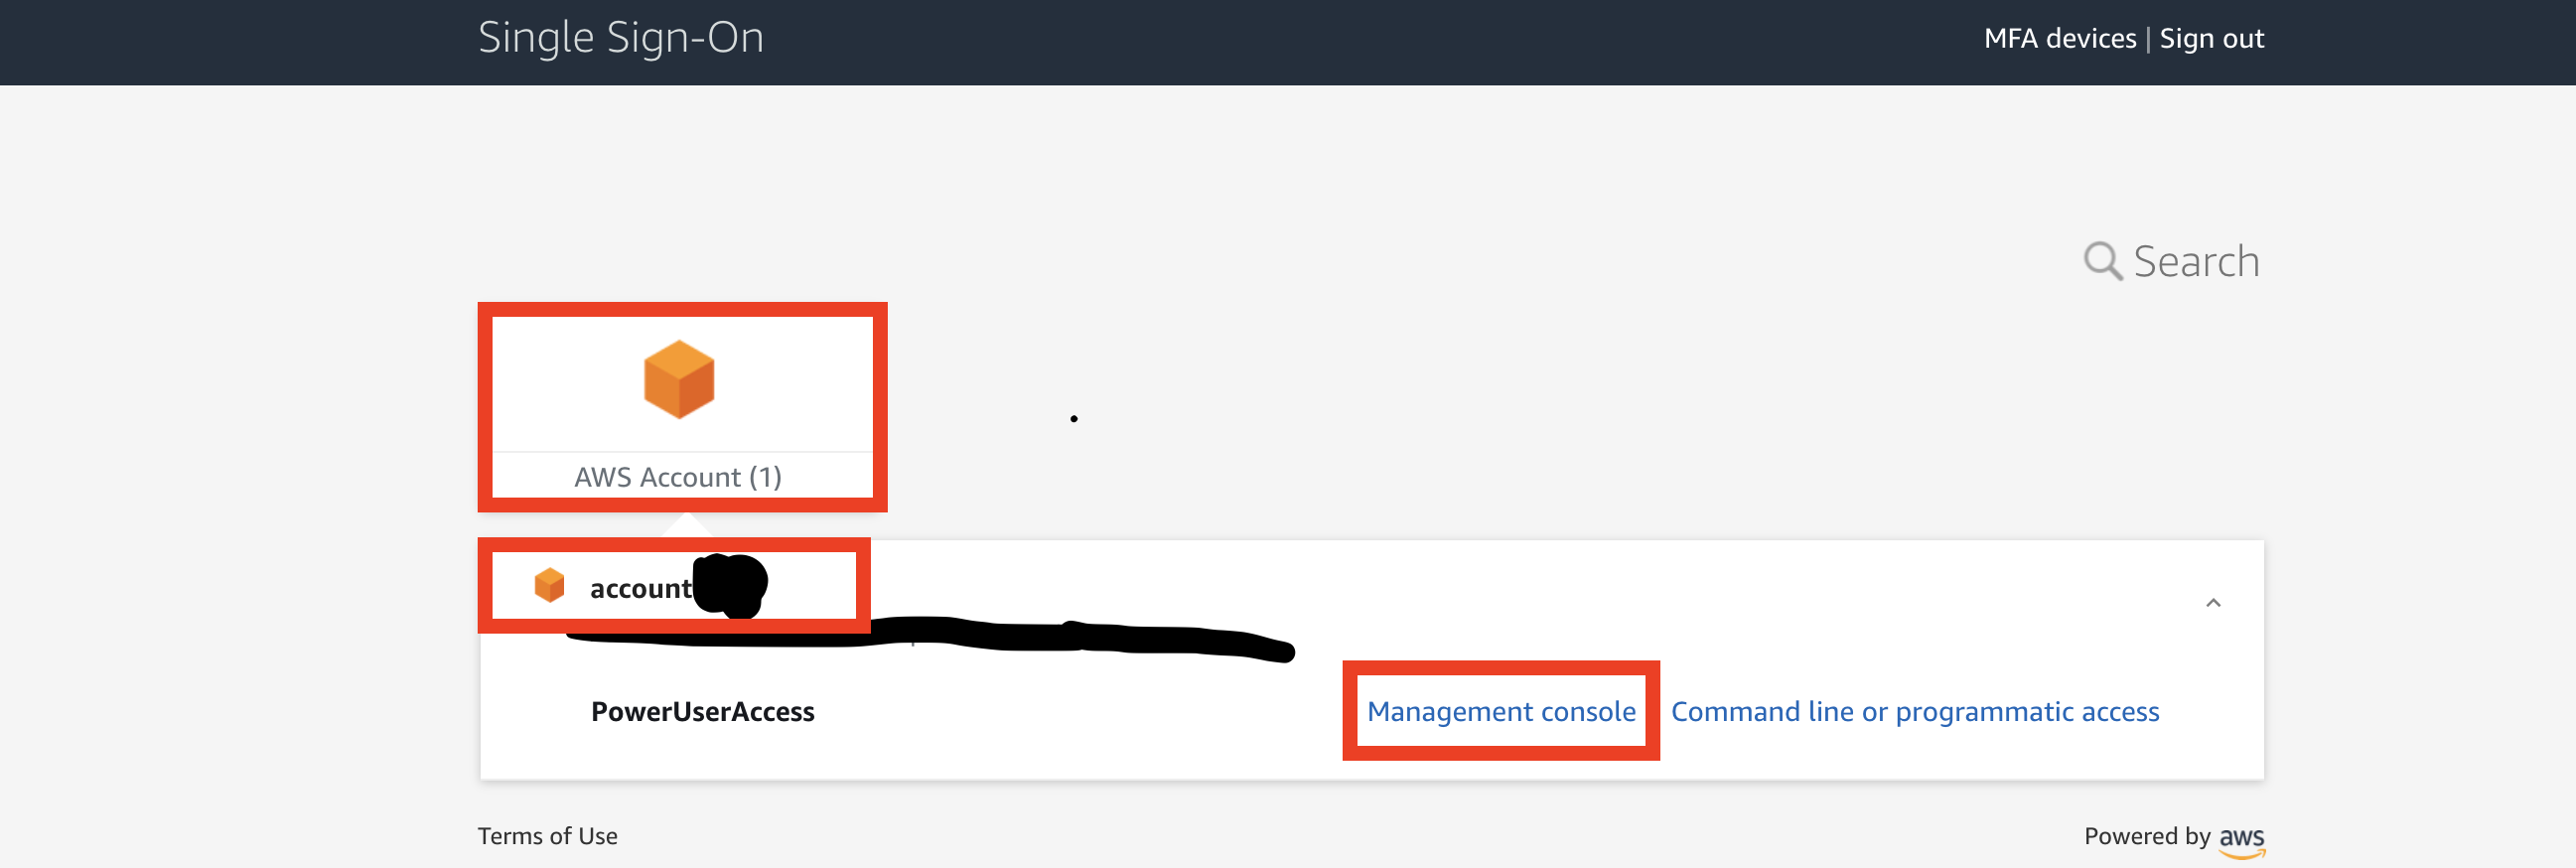 Single Sign-On
MFA devices | Sign out
Search
AWS Account (1)
account
PowerUserAccess
Management console
Command line or programmatic access
Terms of Use
Powered by aws